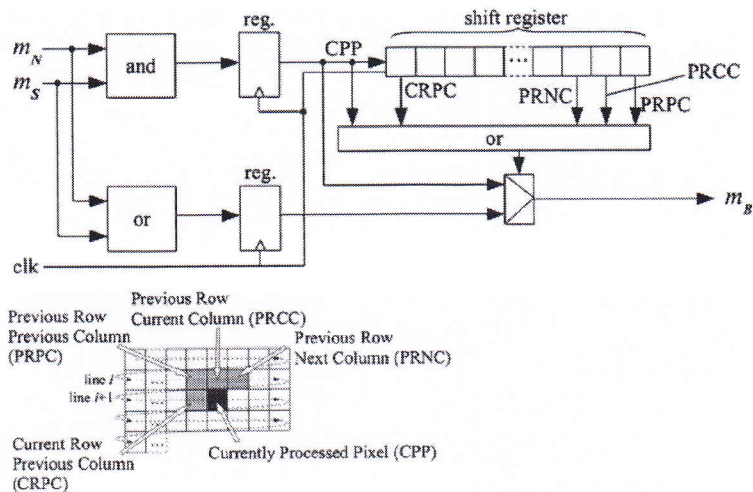 shift register
reg.
m_N
CPP
and
PRCC
m_S
CRPC
PRNC
PRPC
or
reg.
m_B
or
clk
Previous Row
Current Column (PRCC)
Previous Row
Previous Column
(PRPC)
Previous Row
Next Column (PRNC)
line i
line i+1
Current Row
Previous Column
(CRPC)
Currently Processed Pixel (CPP)